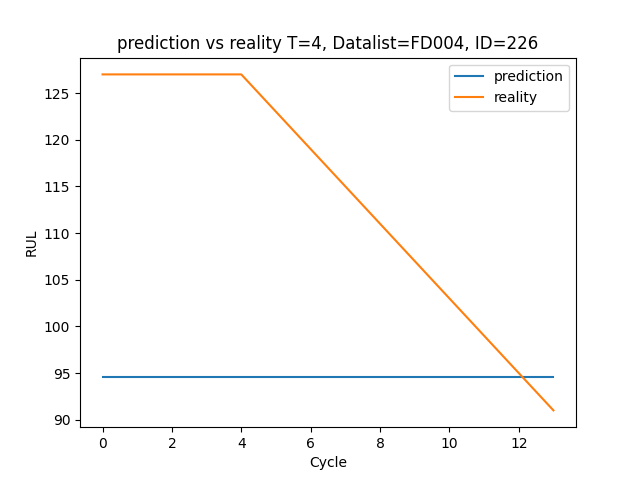 prediction vs reality T=4, Datalist=FD004, ID=226
prediction
reality
125
120
115
110
105
100
95
90
RUL
0 2 4 6 8 10 12
Cycle